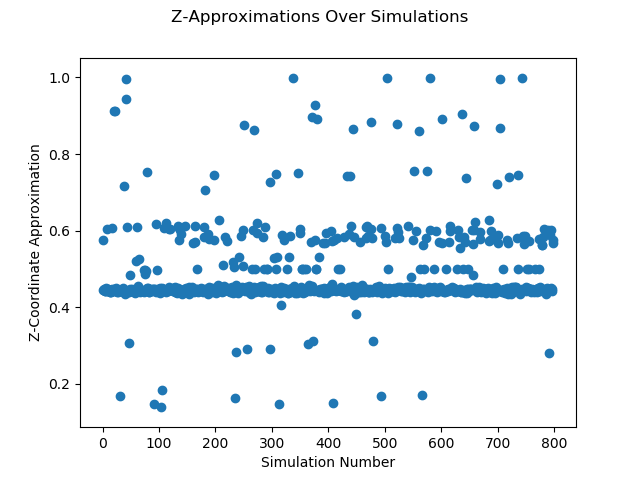 Z-Approximations Over Simulations
1.0
0.8
0.6
0.4
0.2
Z-Coordinate Approximation
0 100 200 300 400 500 600 700 800
Simulation Number